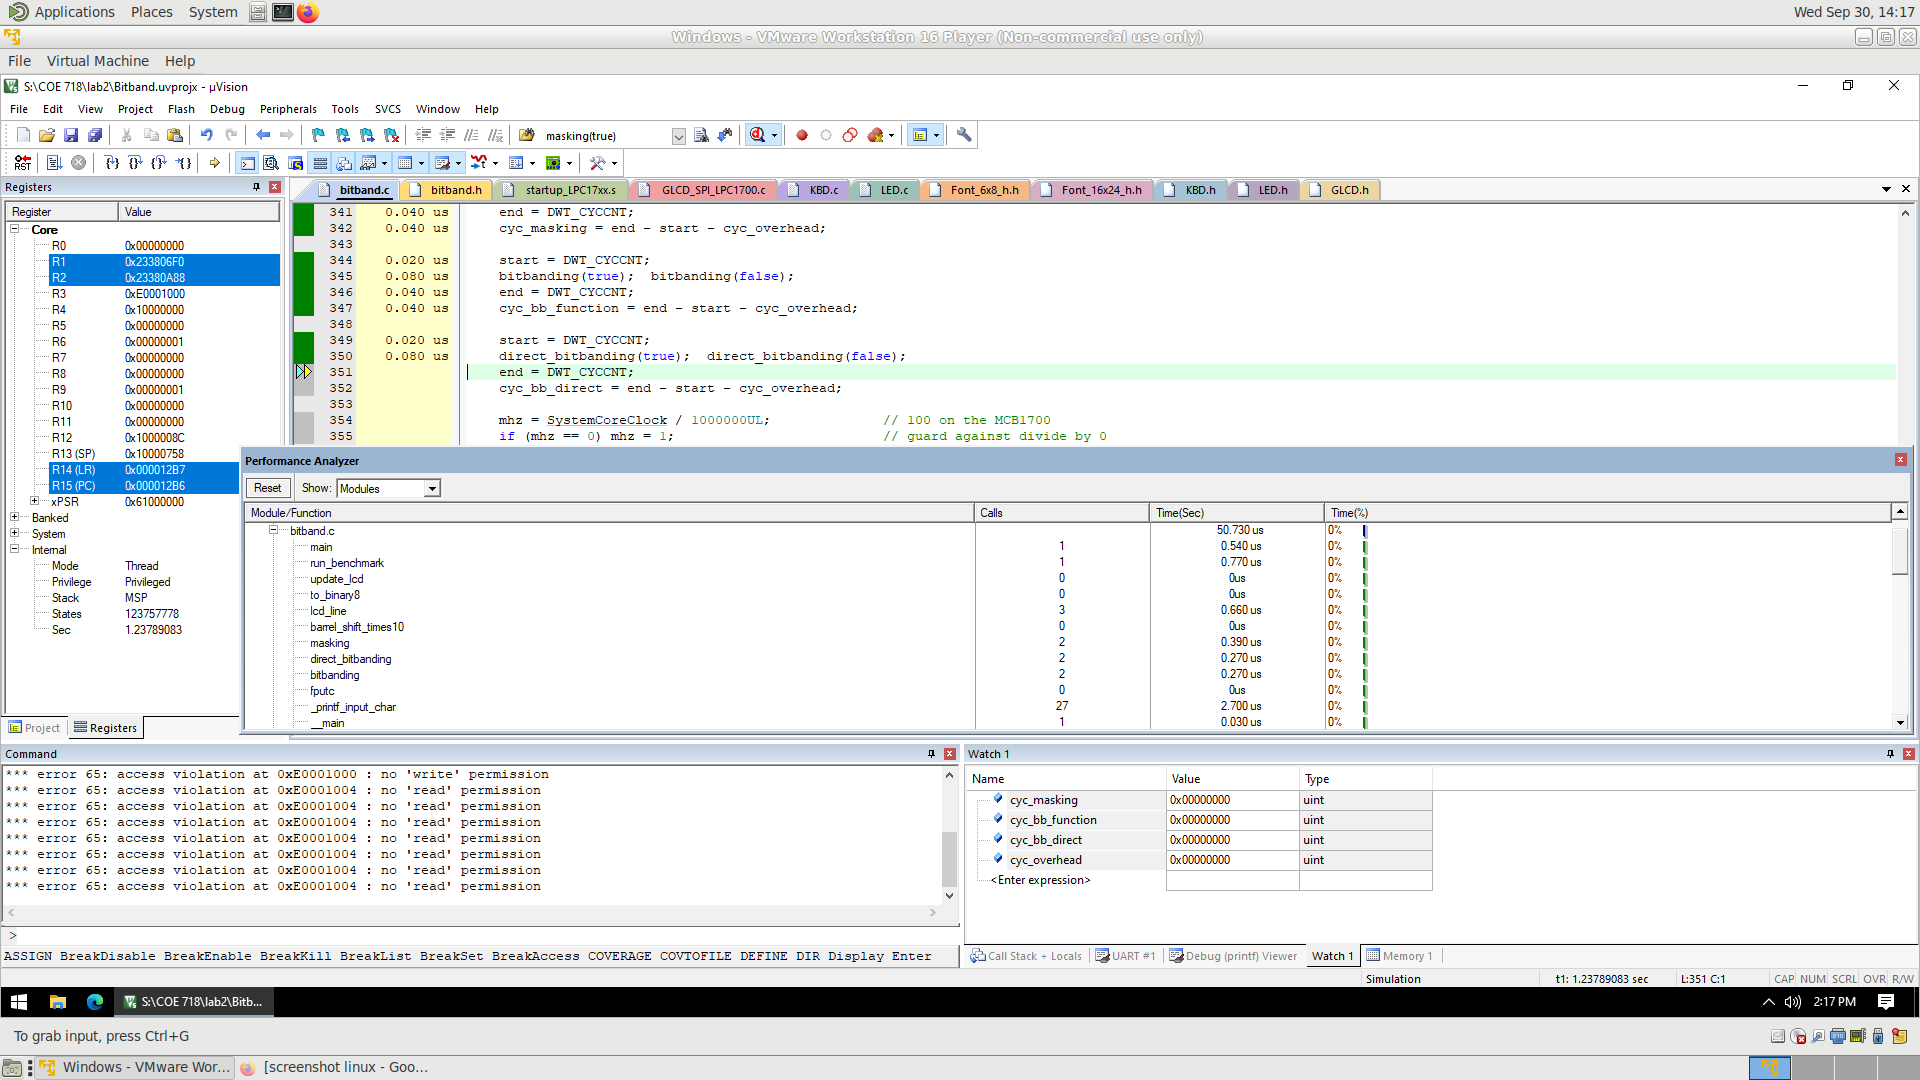 Applications Places System Wed Sep 30, 14:17
Windows - VMware Workstation 16 Player (Non-commercial use only)
File Virtual Machine Help
S:\COE 718\lab2\Bitband.uvprojx - µVision
File Edit View Project Flash Debug Peripherals Tools SVCS Window Help
masking(true)
RST
Registers
bitband.c bitband.h startup_LPC17xx.s GLCD_SPI_LPC1700.c KBD.c LED.c Font_6x8_h.h Font_16x24_h.h KBD.h LED.h GLCD.h
Register Value
Core
R0 0x00000000
R1 0x233806F0
R2 0x23380A88
R3 0xE0001000
R4 0x10000000
R5 0x00000000
R6 0x00000001
R7 0x00000000
R8 0x00000000
R9 0x00000001
R10 0x00000000
R11 0x00000000
R12 0x1000008C
R13 (SP) 0x10000758
R14 (LR) 0x000012B7
R15 (PC) 0x000012B6
xPSR 0x61000000
Banked
System
Internal
Mode Thread
Privilege Privileged
Stack MSP
States 123757778
Sec 1.23789083
Project Registers
341 0.040 us end = DWT_CYCCNT;
342 0.040 us cyc_masking = end - start - cyc_overhead;
343
344 0.020 us start = DWT_CYCCNT;
345 0.080 us bitbanding(true); bitbanding(false);
346 0.040 us end = DWT_CYCCNT;
347 0.040 us cyc_bb_function = end - start - cyc_overhead;
348
349 0.020 us start = DWT_CYCCNT;
350 0.080 us direct_bitbanding(true); direct_bitbanding(false);
351 end = DWT_CYCCNT;
352 cyc_bb_direct = end - start - cyc_overhead;
353
354 mhz = SystemCoreClock / 1000000UL; // 100 on the MCB1700
355 if (mhz == 0) mhz = 1; // guard against divide by 0
Performance Analyzer
Reset Show: Modules
Module/Function Calls Time(Sec) Time(%)
bitband.c 50.730 us 0%
main 1 0.540 us 0%
run_benchmark 1 0.770 us 0%
update_lcd 0 0us 0%
to_binary8 0 0us 0%
lcd_line 3 0.660 us 0%
barrel_shift_times10 0 0us 0%
masking 2 0.390 us 0%
direct_bitbanding 2 0.270 us 0%
bitbanding 2 0.270 us 0%
fputc 0 0us 0%
_printf_input_char 27 2.700 us 0%
__main 1 0.030 us 0%
Command
*** error 65: access violation at 0xE0001000 : no 'write' permission
*** error 65: access violation at 0xE0001004 : no 'read' permission
*** error 65: access violation at 0xE0001004 : no 'read' permission
*** error 65: access violation at 0xE0001004 : no 'read' permission
*** error 65: access violation at 0xE0001004 : no 'read' permission
*** error 65: access violation at 0xE0001004 : no 'read' permission
*** error 65: access violation at 0xE0001004 : no 'read' permission
*** error 65: access violation at 0xE0001004 : no 'read' permission
>
ASSIGN BreakDisable BreakEnable BreakKill BreakList BreakSet BreakAccess COVERAGE COVTOFILE DEFINE DIR Display Enter
Watch 1
Name Value Type
cyc_masking 0x00000000 uint
cyc_bb_function 0x00000000 uint
cyc_bb_direct 0x00000000 uint
cyc_overhead 0x00000000 uint
<Enter expression>
Call Stack + Locals UART #1 Debug (printf) Viewer Watch 1 Memory 1
Simulation t1: 1.23789083 sec L:351 C:1 CAP NUM SCRL OVR R/W
S:\COE 718\lab2\Bitb... 2:17 PM
To grab input, press Ctrl+G
Windows - VMware Wor... [screenshot linux - Goo...